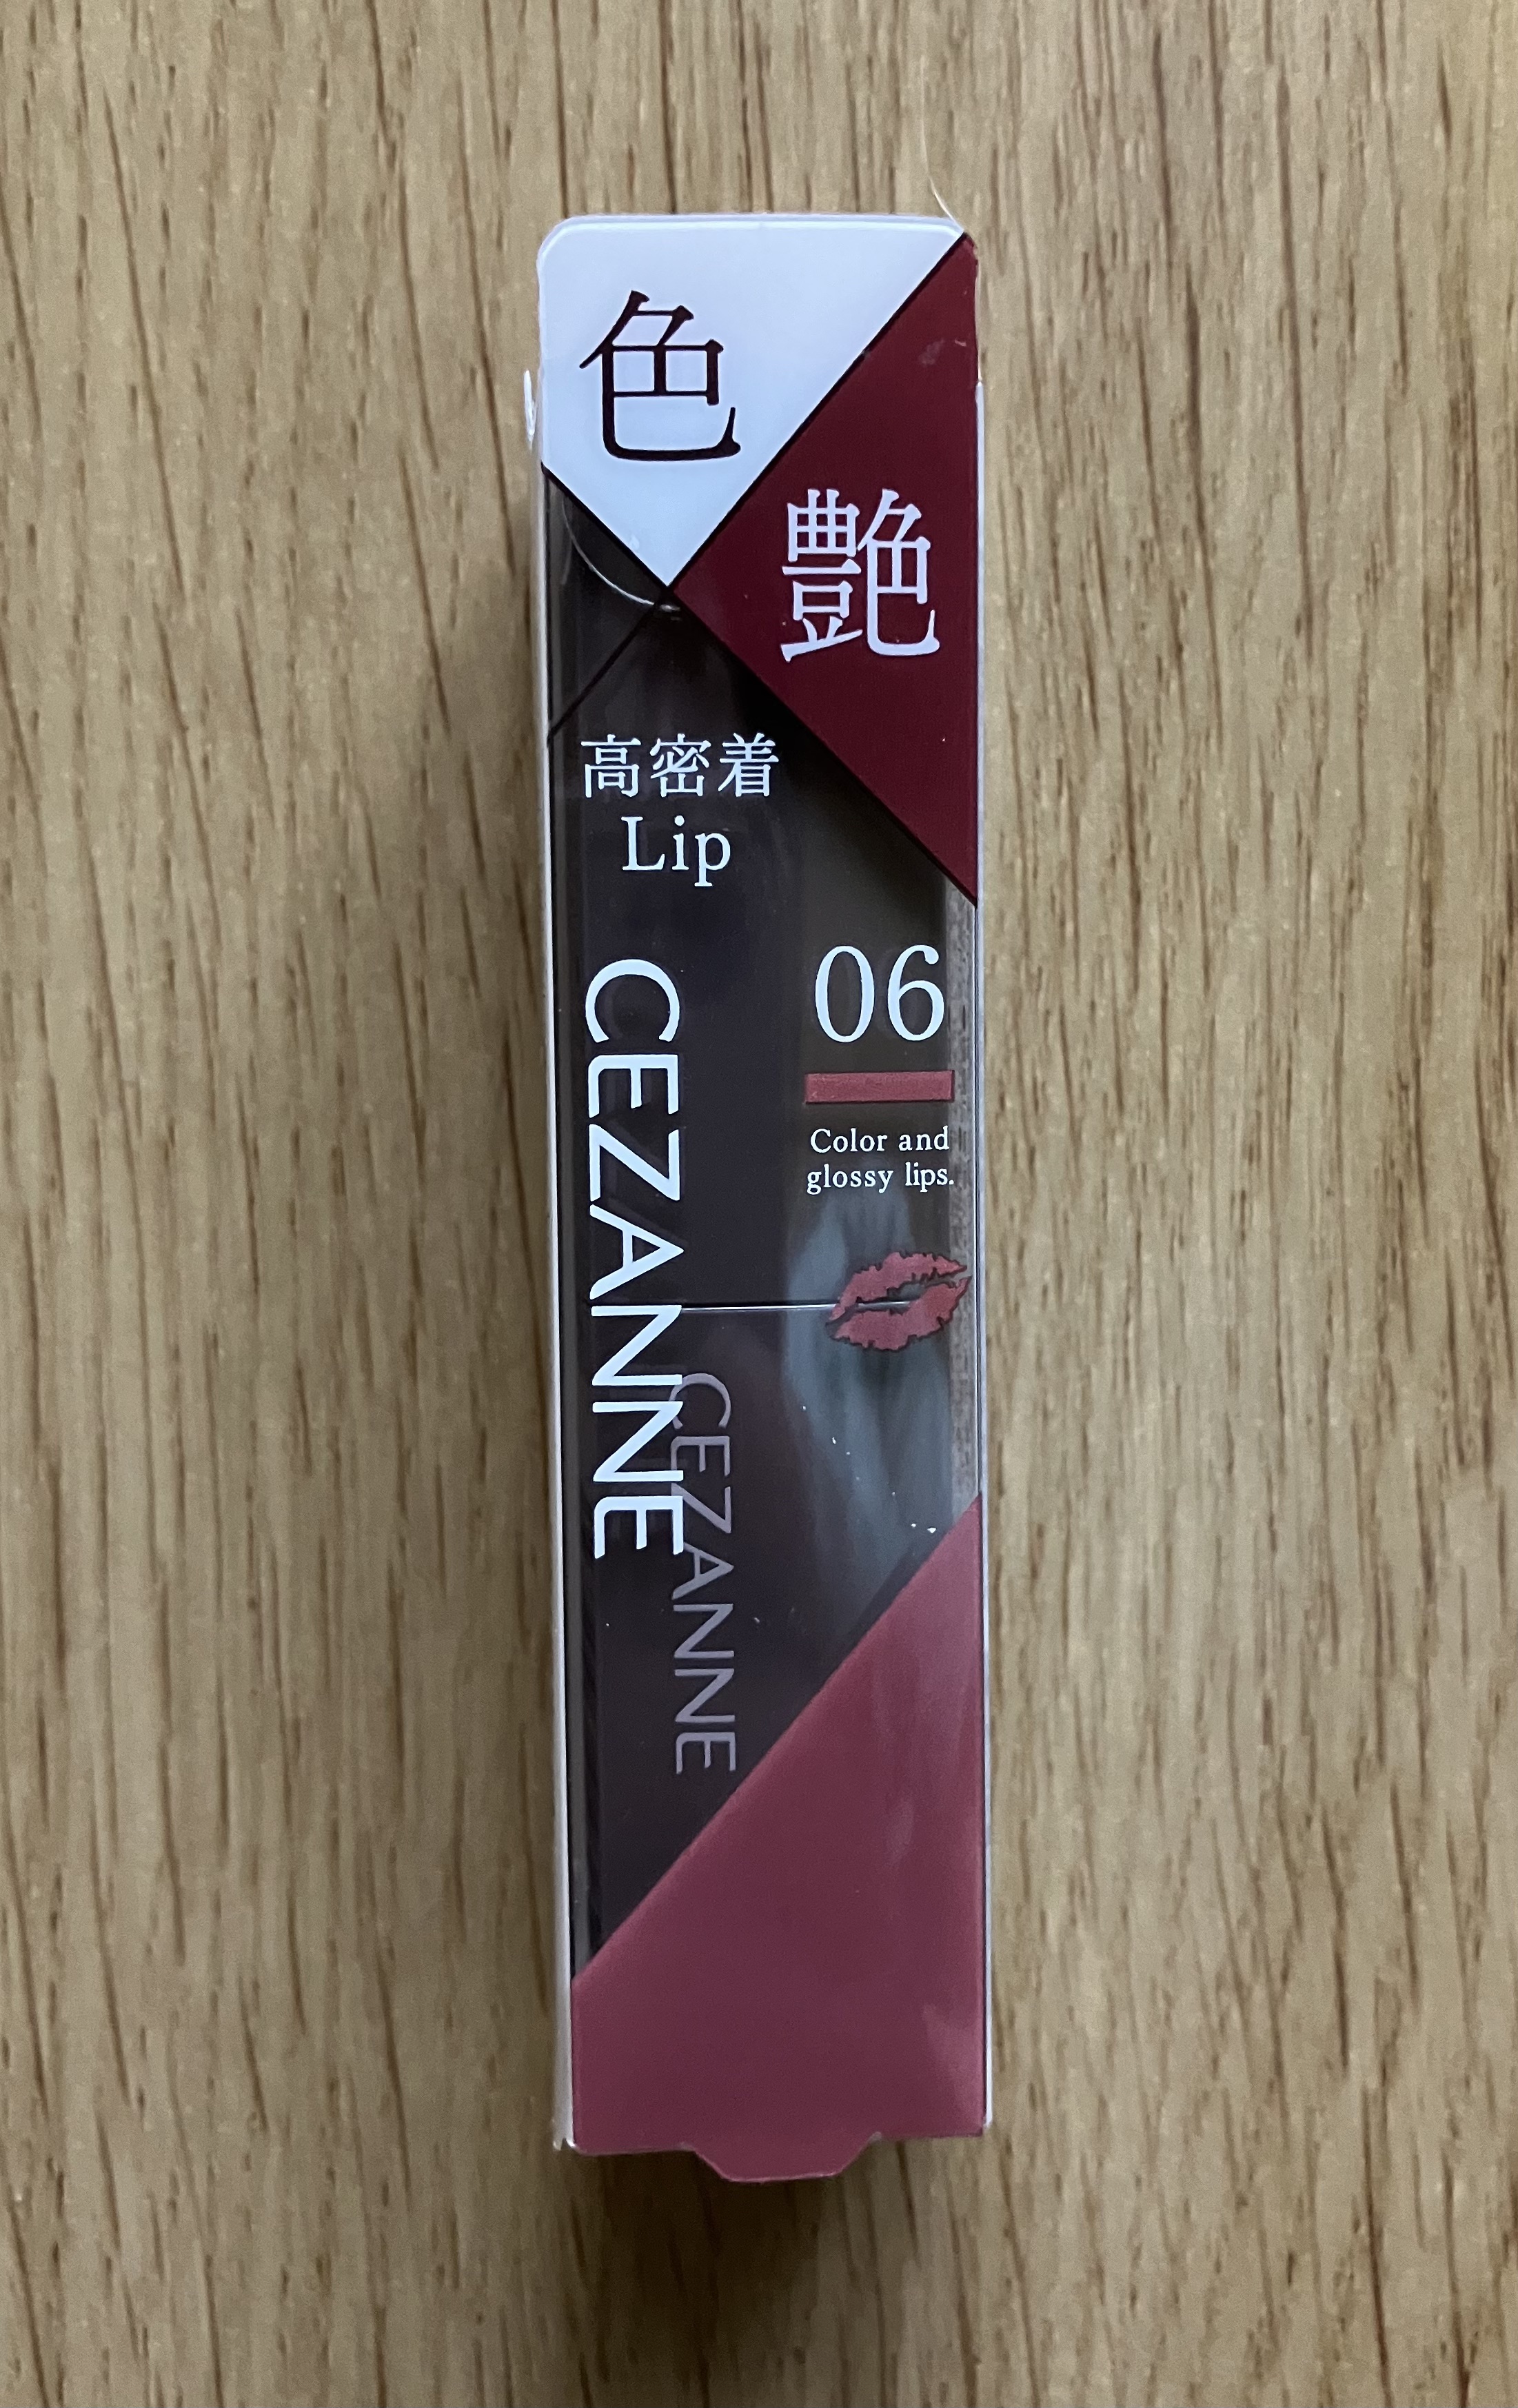 色
艶
高密着
Lip
06
Color and
glossy lips.
CEZANNE
CEZANNE